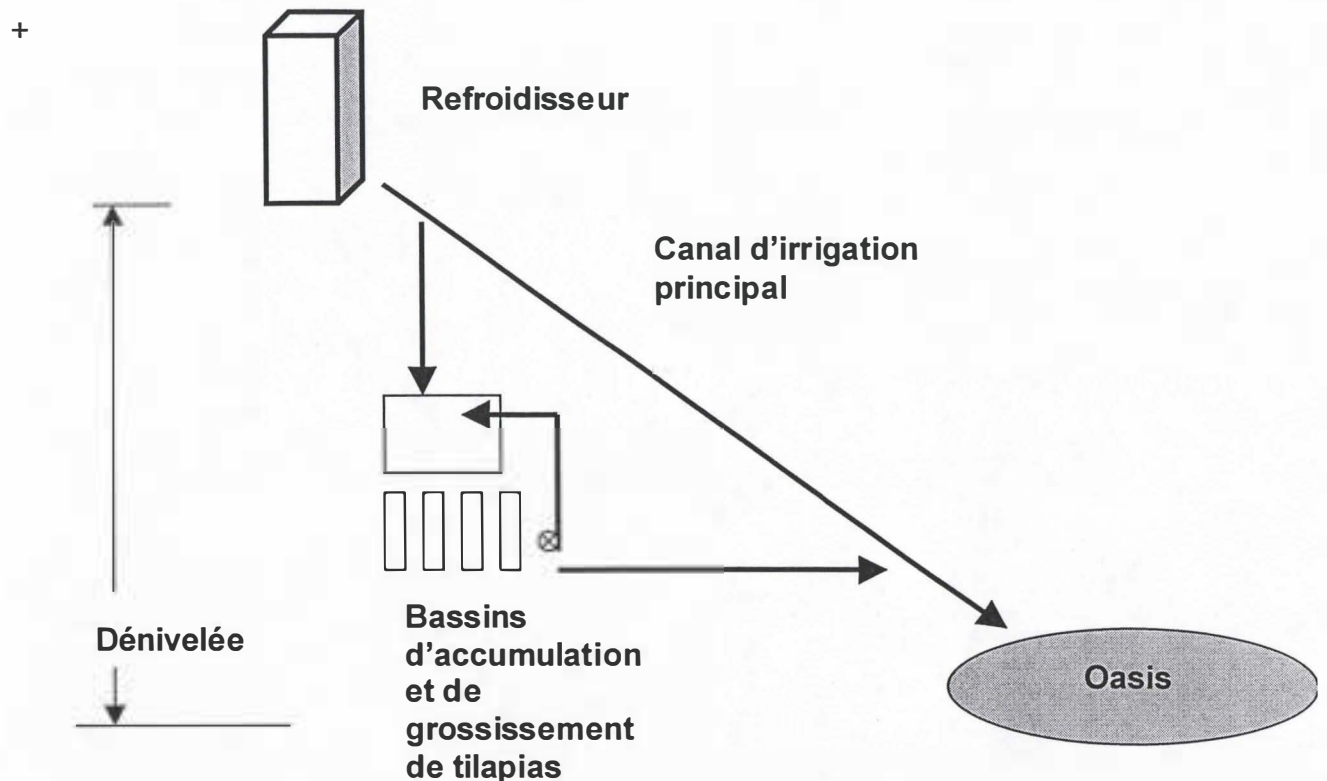 +
Refroidisseur
Canal d’irrigation
principal
Dénivelée
Bassins
d’accumulation
et de
grossissement
de tilapias
Oasis